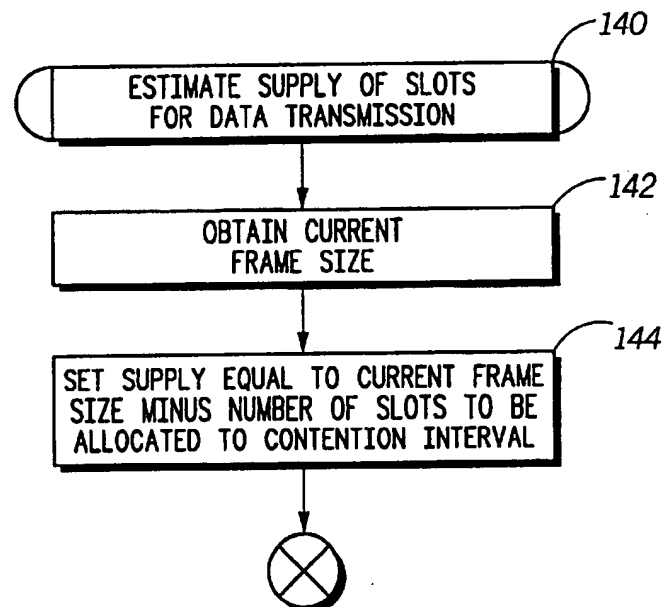 140
ESTIMATE SUPPLY OF SLOTS
FOR DATA TRANSMISSION
142
OBTAIN CURRENT
FRAME SIZE
144
SET SUPPLY EQUAL TO CURRENT FRAME
SIZE MINUS NUMBER OF SLOTS TO BE
ALLOCATED TO CONTENTION INTERVAL